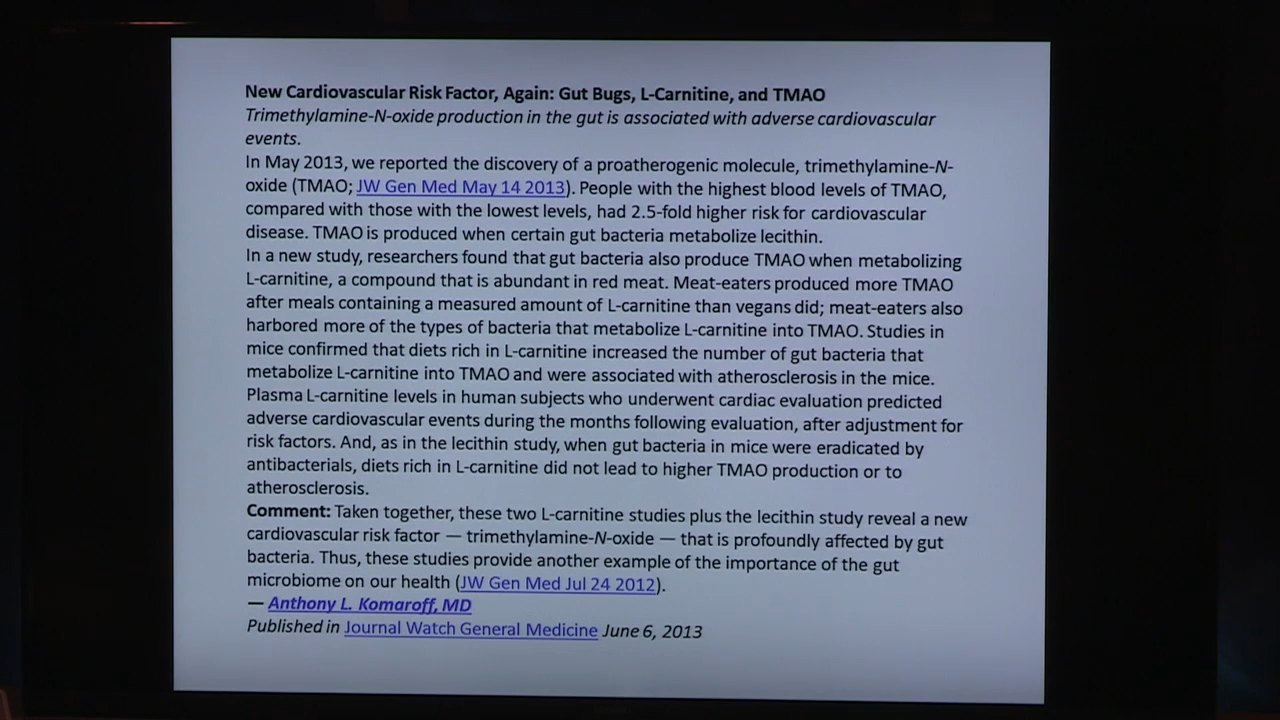 New Cardiovascular Risk Factor, Again: Gut Bugs, L-Carnitine, and TMAO
Trimethylamine-N-oxide production in the gut is associated with adverse cardiovascular
events.
In May 2013, we reported the discovery of a proatherogenic molecule, trimethylamine-N-
oxide (TMAO; JW Gen Med May 14 2013). People with the highest blood levels of TMAO,
compared with those with the lowest levels, had 2.5-fold higher risk for cardiovascular
disease. TMAO is produced when certain gut bacteria metabolize lecithin.
In a new study, researchers found that gut bacteria also produce TMAO when metabolizing
L-carnitine, a compound that is abundant in red meat. Meat-eaters produced more TMAO
after meals containing a measured amount of L-carnitine than vegans did; meat-eaters also
harbored more of the types of bacteria that metabolize L-carnitine into TMAO. Studies in
mice confirmed that diets rich in L-carnitine increased the number of gut bacteria that
metabolize L-carnitine into TMAO and were associated with atherosclerosis in the mice.
Plasma L-carnitine levels in human subjects who underwent cardiac evaluation predicted
adverse cardiovascular events during the months following evaluation, after adjustment for
risk factors. And, as in the lecithin study, when gut bacteria in mice were eradicated by
antibacterials, diets rich in L-carnitine did not lead to higher TMAO production or to
atherosclerosis.
Comment: Taken together, these two L-carnitine studies plus the lecithin study reveal a new
cardiovascular risk factor — trimethylamine-N-oxide — that is profoundly affected by gut
bacteria. Thus, these studies provide another example of the importance of the gut
microbiome on our health (JW Gen Med Jul 24 2012).
— Anthony L. Komaroff, MD
Published in Journal Watch General Medicine June 6, 2013